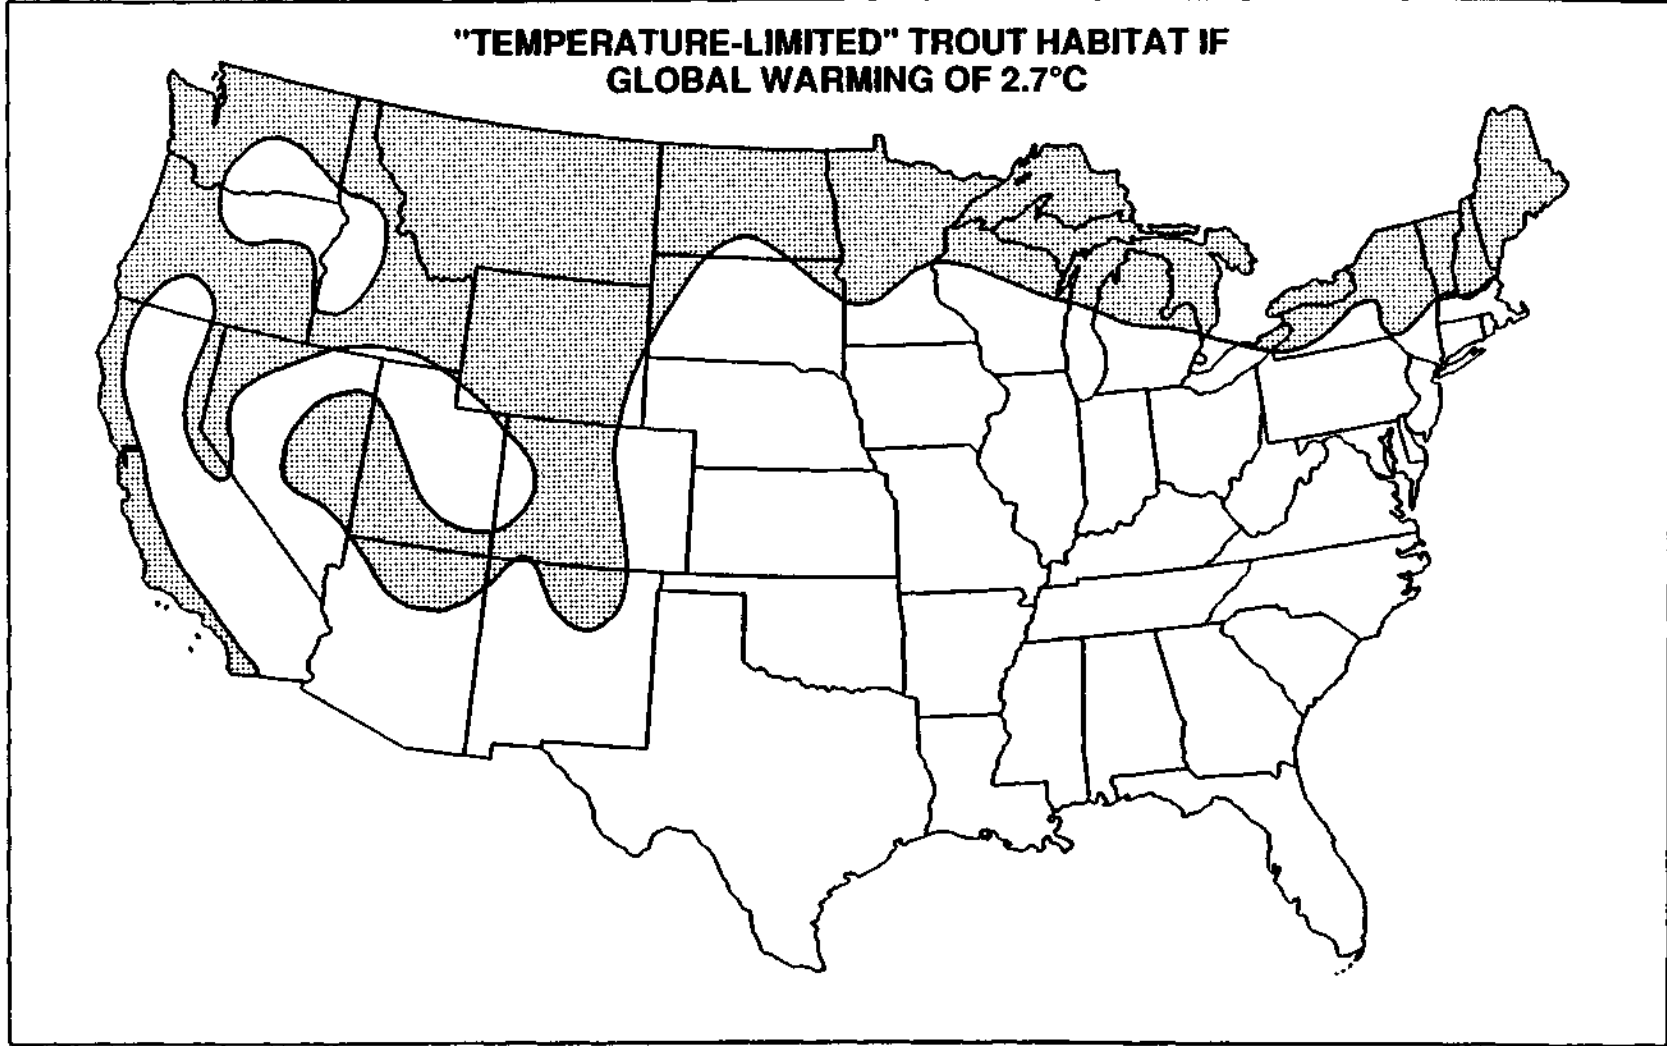 "TEMPERATURE-LIMITED" TROUT HABITAT IF
GLOBAL WARMING OF 2.7°C